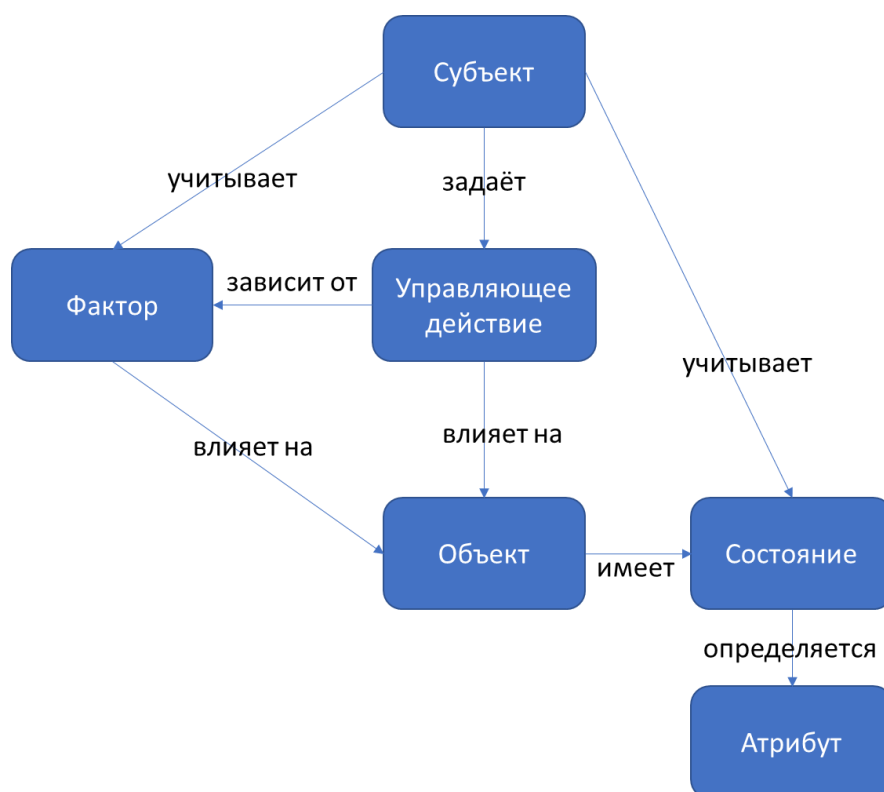 Субъект
учитывает
задаёт
Фактор
зависит от
Управляющее
действие
учитывает
влияет на
влияет на
Объект
имеет
Состояние
определяется
Атрибут